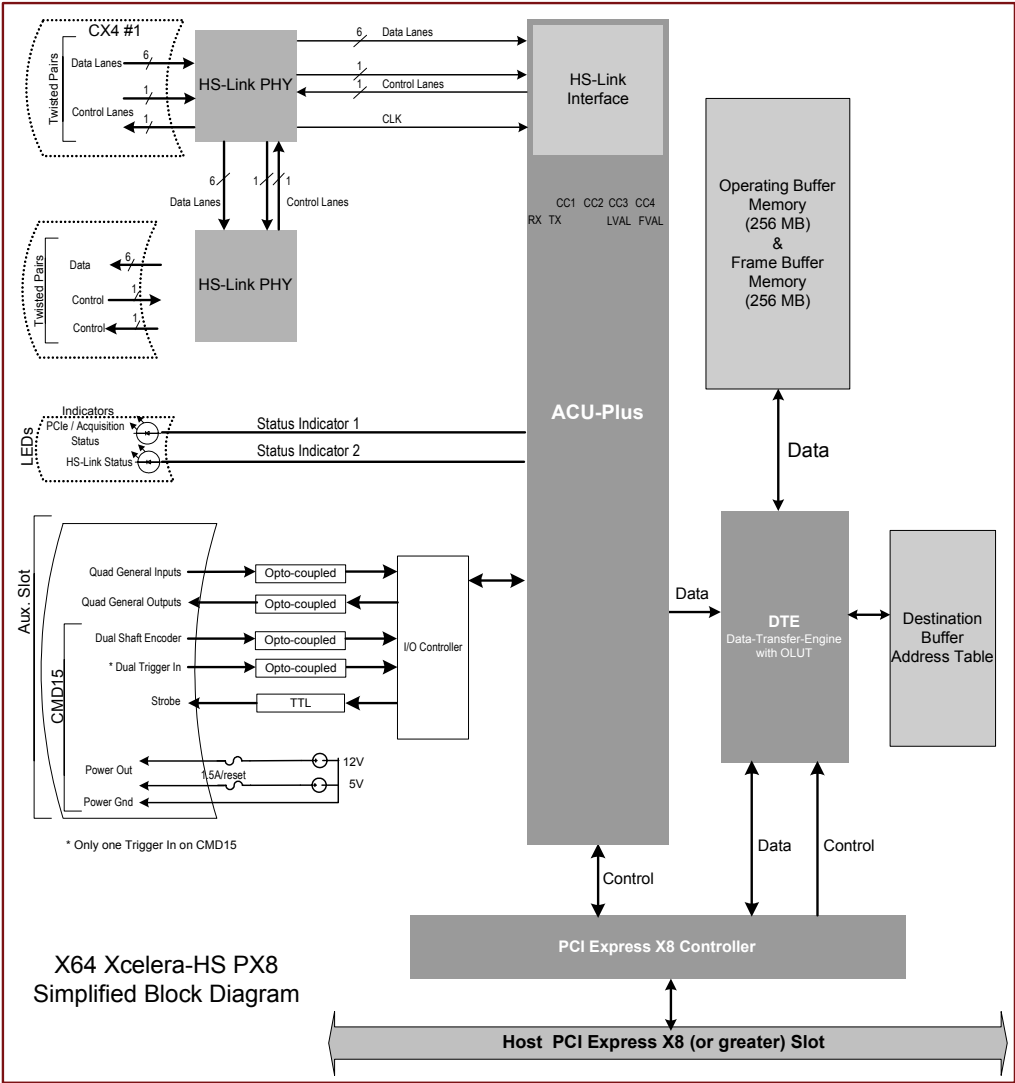 CX4 #1
Twisted Pairs
Data Lanes
6
1
Control Lanes
1
HS-Link PHY
6
Data Lanes
1
1
Control Lanes
CLK
HS-Link
Interface
6
1
1
Data Lanes
Control Lanes
HS-Link PHY
Twisted Pairs
Data
6
Control
1
Control
1
CC1 CC2 CC3 CC4
RX TX LVAL FVAL
ACU-Plus
Operating Buffer
Memory
(256 MB)
&
Frame Buffer
Memory
(256 MB)
Data
LEDs
Indicators
PCIe / Acquisition
Status
HS-Link Status
Status Indicator 1
Status Indicator 2
Aux. Slot
CMD15
Quad General Inputs
Opto-coupled
Quad General Outputs
Opto-coupled
Dual Shaft Encoder
Opto-coupled
* Dual Trigger In
Opto-coupled
Strobe
TTL
I/O Controller
Power Out
1.5A/reset
12V
5V
Power Gnd
* Only one Trigger In on CMD15
Data
DTE
Data-Transfer-Engine
with OLUT
Destination
Buffer
Address Table
Control
Data
Control
PCI Express X8 Controller
X64 Xcelera-HS PX8
Simplified Block Diagram
Host PCI Express X8 (or greater) Slot